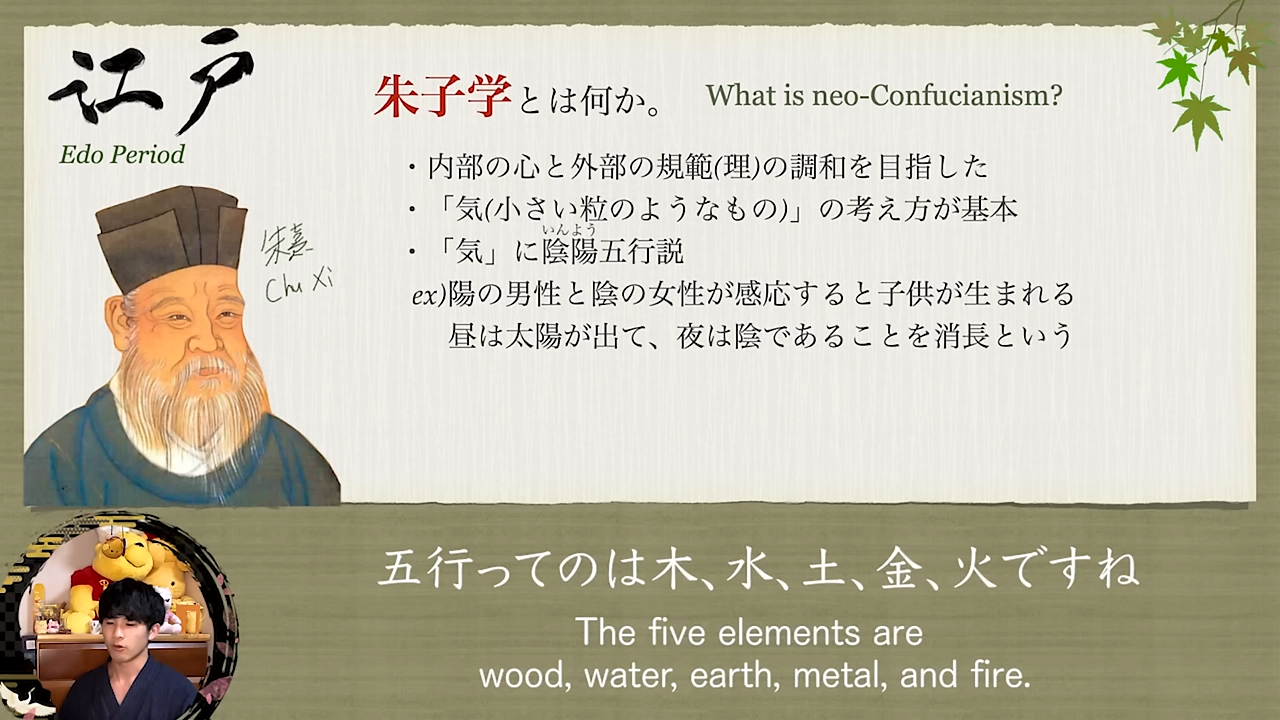 江戸
Edo Period
朱子学とは何か。
What is neo-Confucianism?
・内部の心と外部の規範(理)の調和を目指した
・「気(小さい粒のようなもの)」の考え方が基本
いんよう
・「気」に陰陽五行説
ex)陽の男性と陰の女性が感応すると子供が生まれる
昼は太陽が出て、夜は陰であることを消長という
朱熹
Chu Xi
五行ってのは木、水、土、金、火ですね
The five elements are
wood, water, earth, metal, and fire.